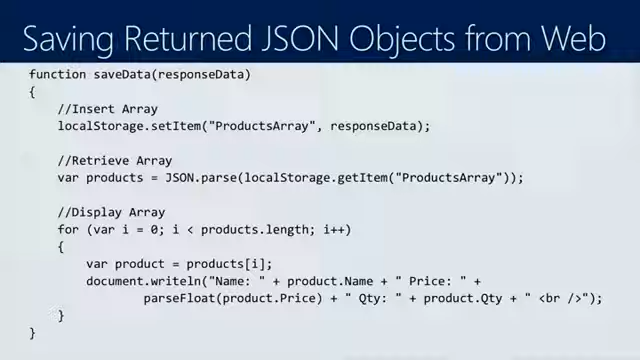 Saving Returned JSON Objects from Web
function saveData(responseData)
{
    //Insert Array
    localStorage.setItem("ProductsArray", responseData);
    //Retrieve Array
    var products = JSON.parse(localStorage.getItem("ProductsArray"));
    //Display Array
    for (var i = 0; i < products.length; i++)
    {
        var product = products[i];
        document.writeln("Name: " + product.Name + " Price: " +
                parseFloat(product.Price) + " Qty: " + product.Qty + " <br />");
    }
}